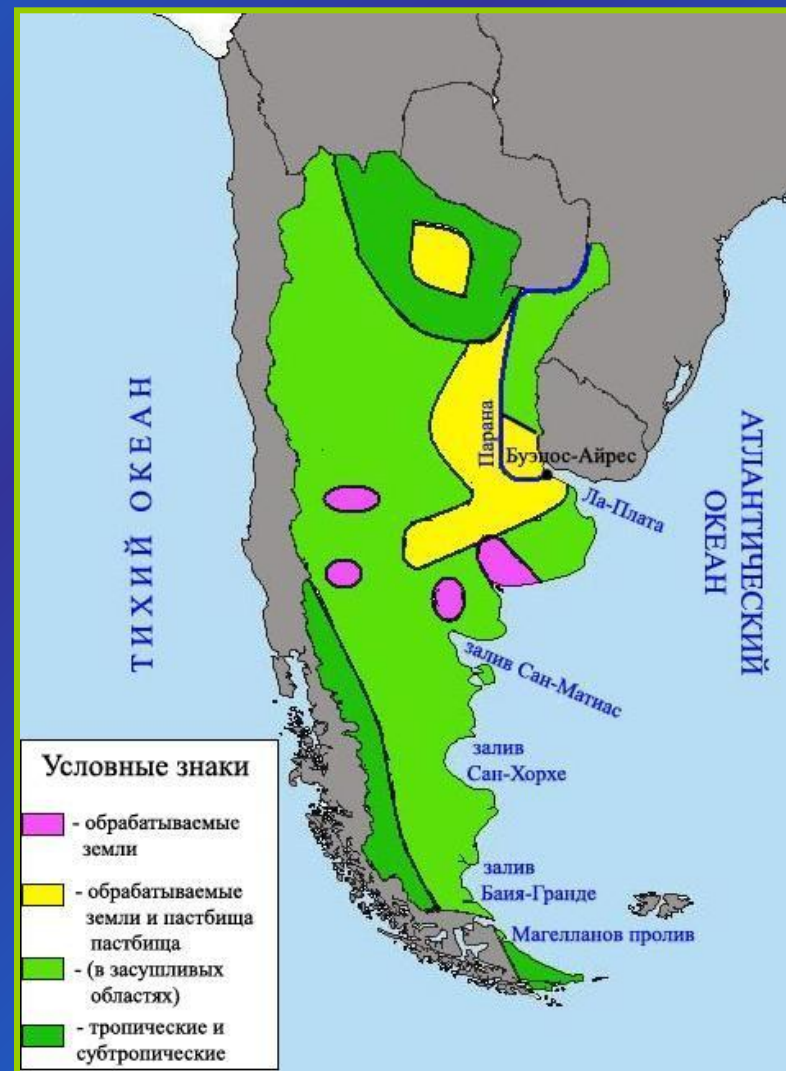 Парана
Буэнос-Айрес
Ла-Плата
ТИХИЙ ОКЕАН
АТЛАНТИЧЕСКИЙ
ОКЕАН
залив Сан-Матиас
залив
Сан-Хорхе
залив
Баия-Гранде
Магелланов пролив
Условные знаки
- обрабатываемые
земли
- обрабатываемые
земли и пастбища
пастбища
- (в засушливых
областях)
- тропические и
субтропические